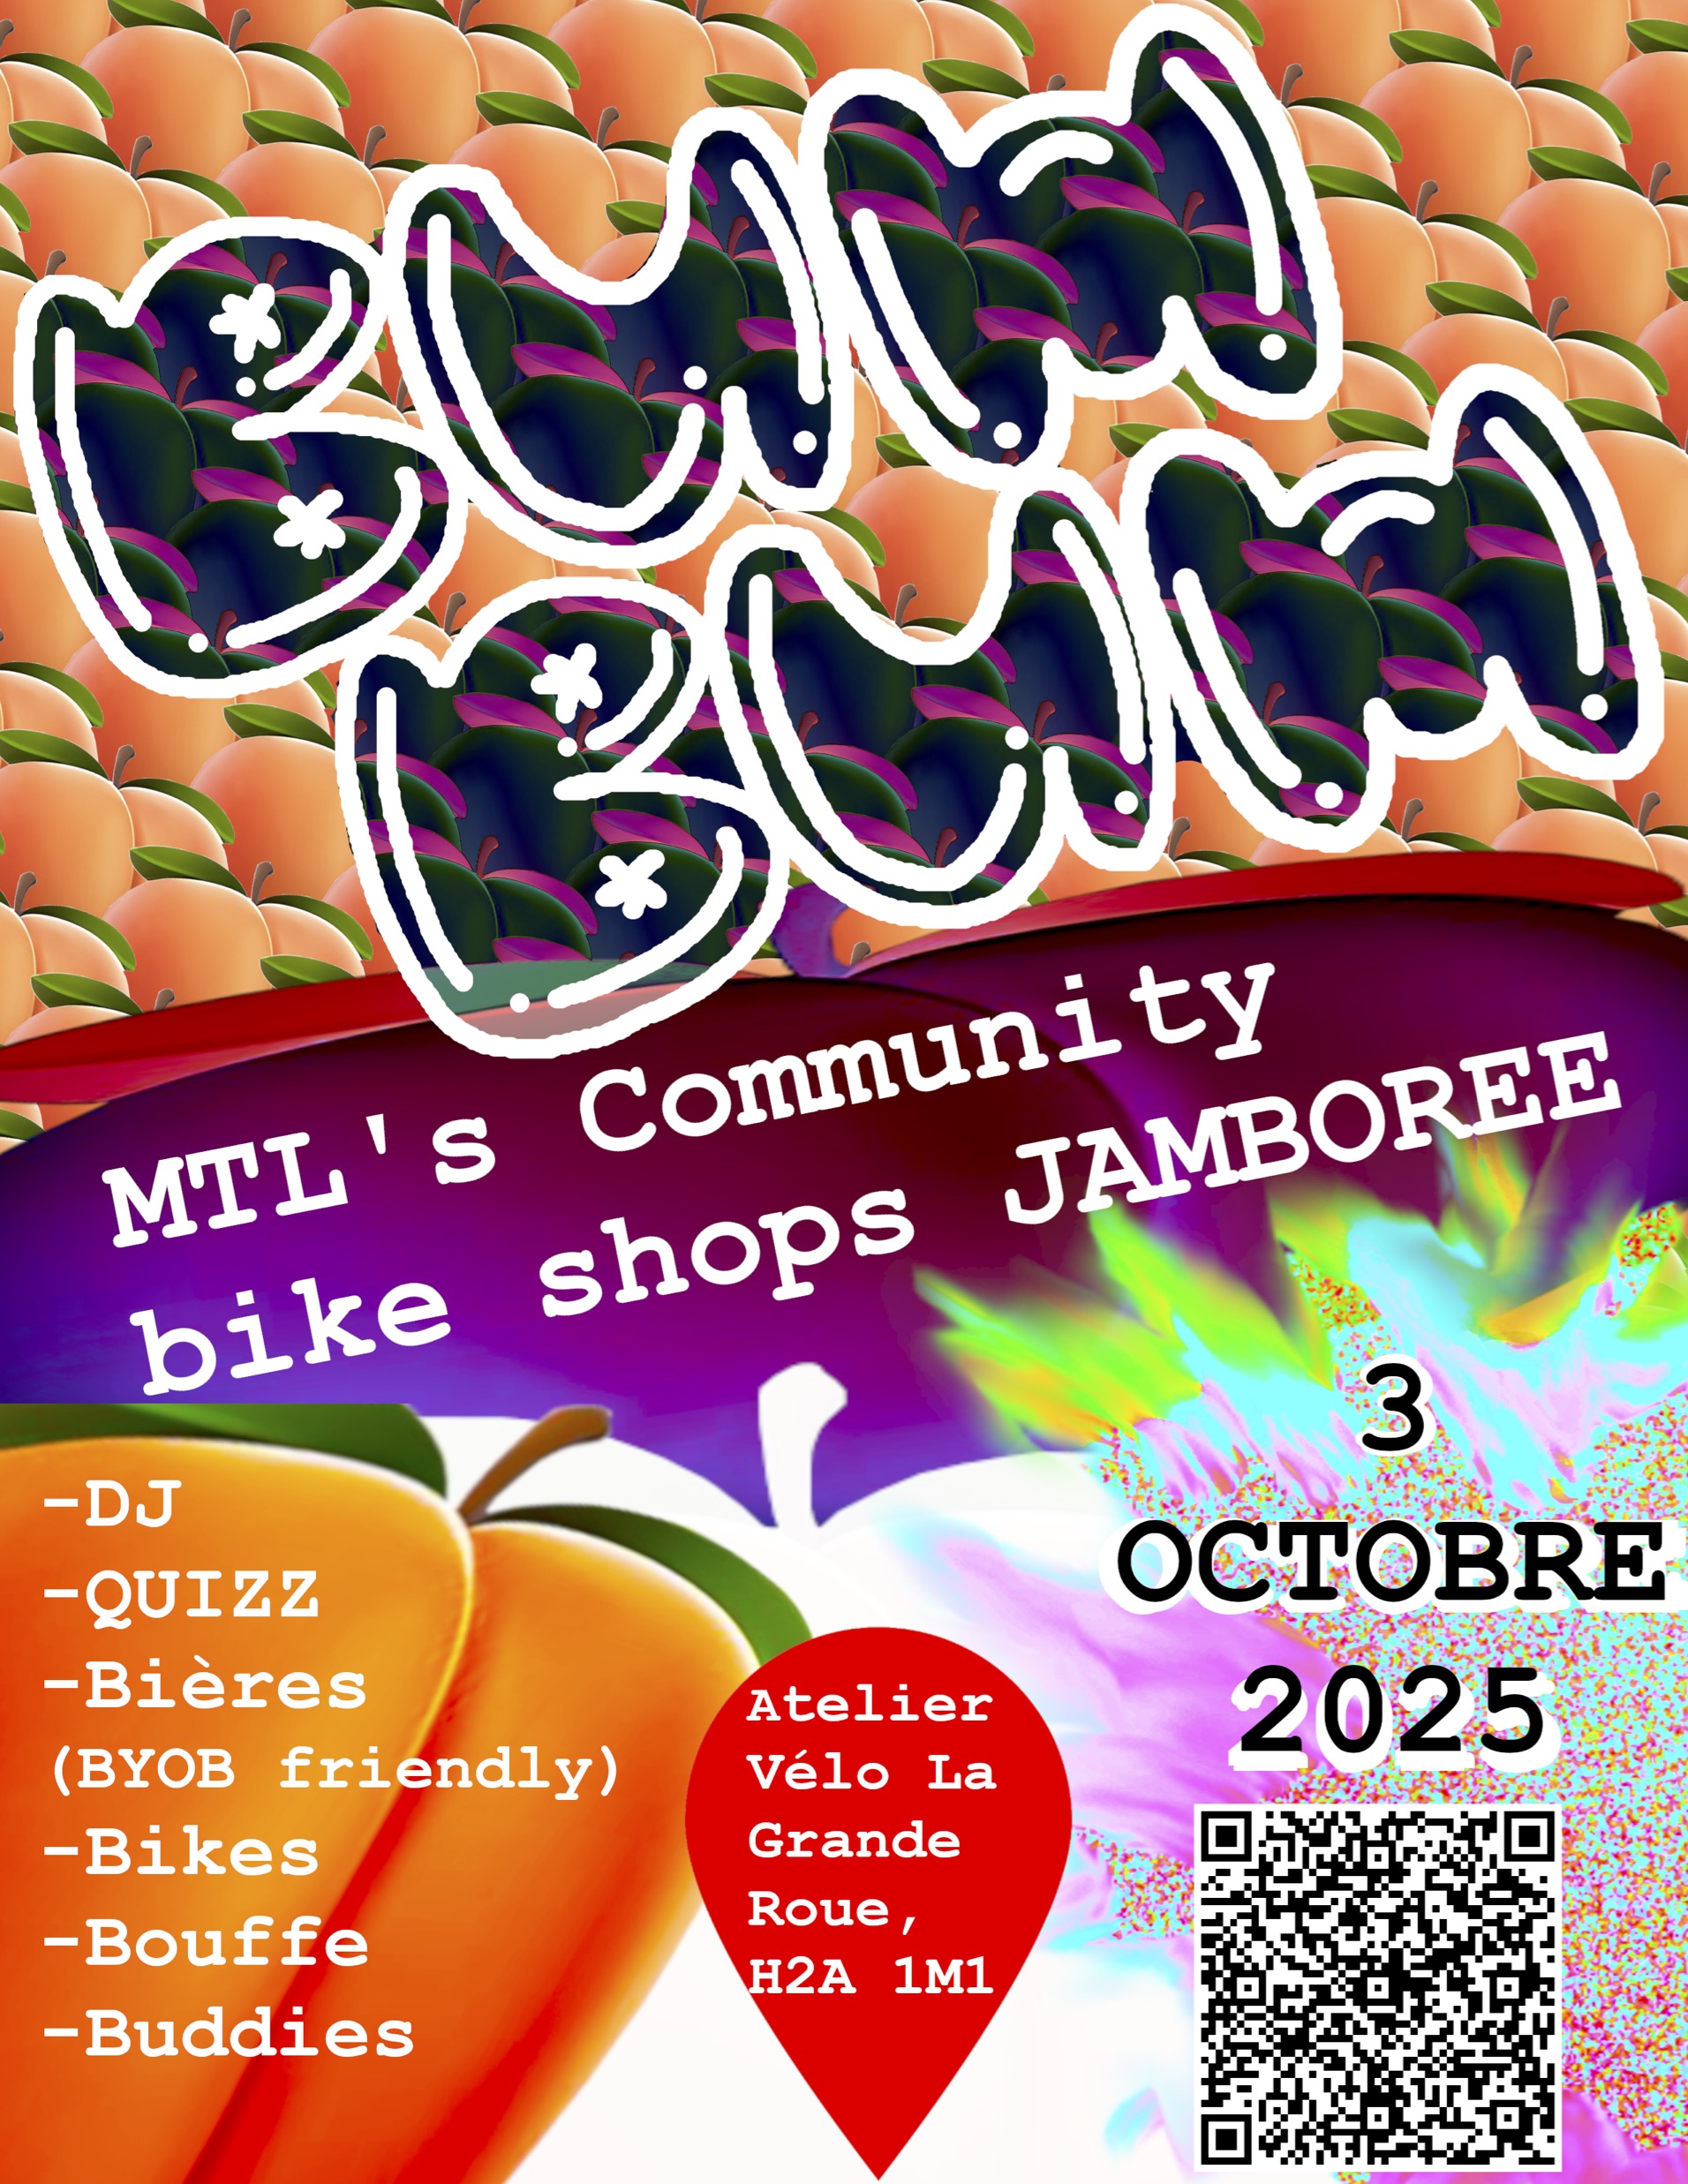 BUM
BUM
MTL's Community
bike shops JAMBOREE
-DJ
-QUIZZ
-Bières
(BYOB friendly)
-Bikes
-Bouffe
-Buddies
Atelier
Vélo La
Grande
Roue,
H2A 1M1
3
OCTOBRE
2025